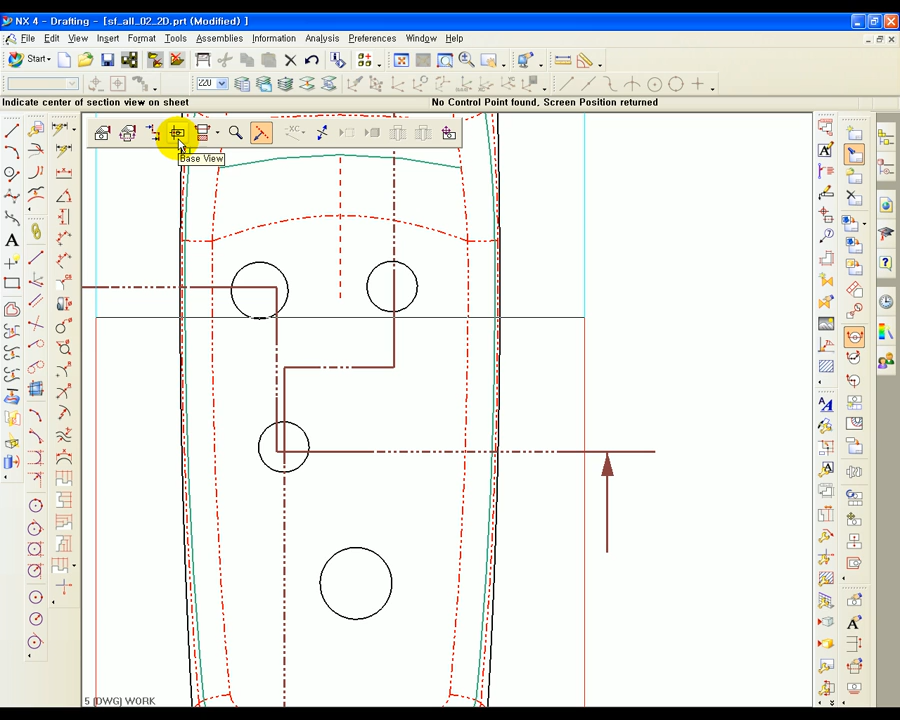 NX 4 - Drafting - [sf_all_02_2D.prt (Modified) ]
File Edit View Insert Format Tools Assemblies Information Analysis Preferences Window Help
Start
220
Indicate center of section view on sheet
No Control Point found, Screen Position returned
Base View
5 [DWG] WORK